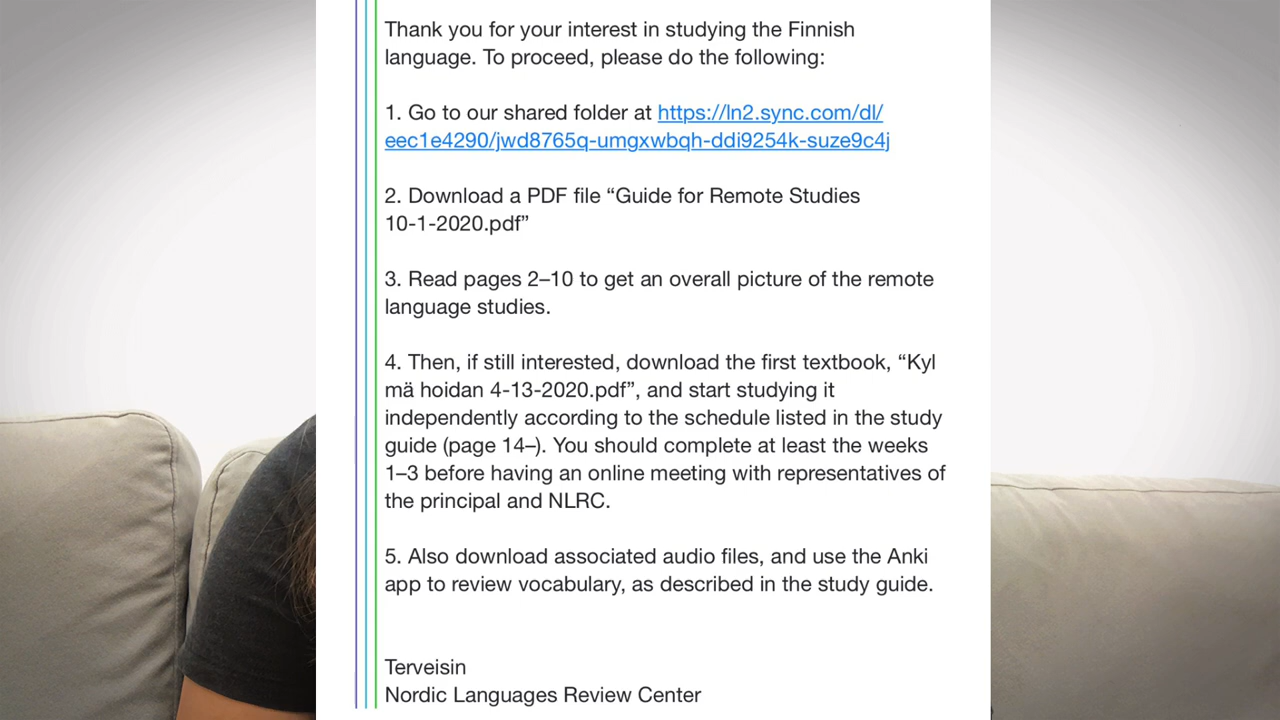 Thank you for your interest in studying the Finnish
language. To proceed, please do the following:
1. Go to our shared folder at https://ln2.sync.com/dl/
eec1e4290/jwd8765q-umgxwbqh-ddi9254k-suze9c4j
2. Download a PDF file “Guide for Remote Studies
10-1-2020.pdf”
3. Read pages 2–10 to get an overall picture of the remote
language studies.
4. Then, if still interested, download the first textbook, “Kyl
mä hoidan 4-13-2020.pdf”, and start studying it
independently according to the schedule listed in the study
guide (page 14–). You should complete at least the weeks
1–3 before having an online meeting with representatives of
the principal and NLRC.
5. Also download associated audio files, and use the Anki
app to review vocabulary, as described in the study guide.
Terveisin
Nordic Languages Review Center